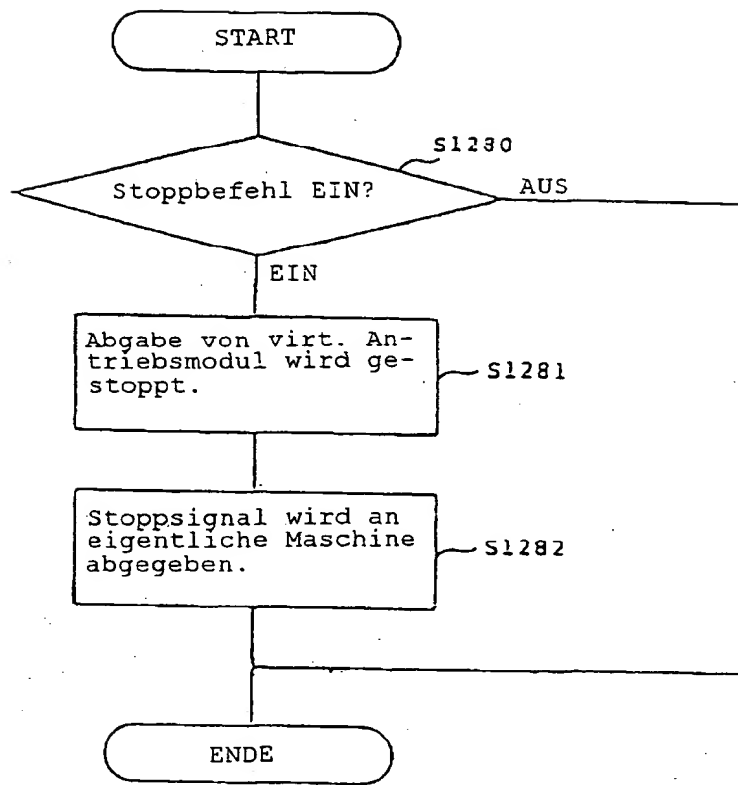 START
S1280
Stoppbefehl EIN?
AUS
EIN
Abgabe von virt. An-
triebsmodul wird ge-
stoppt.
S1281
Stoppsignal wird an
eigentliche Maschine
abgegeben.
S1282
ENDE